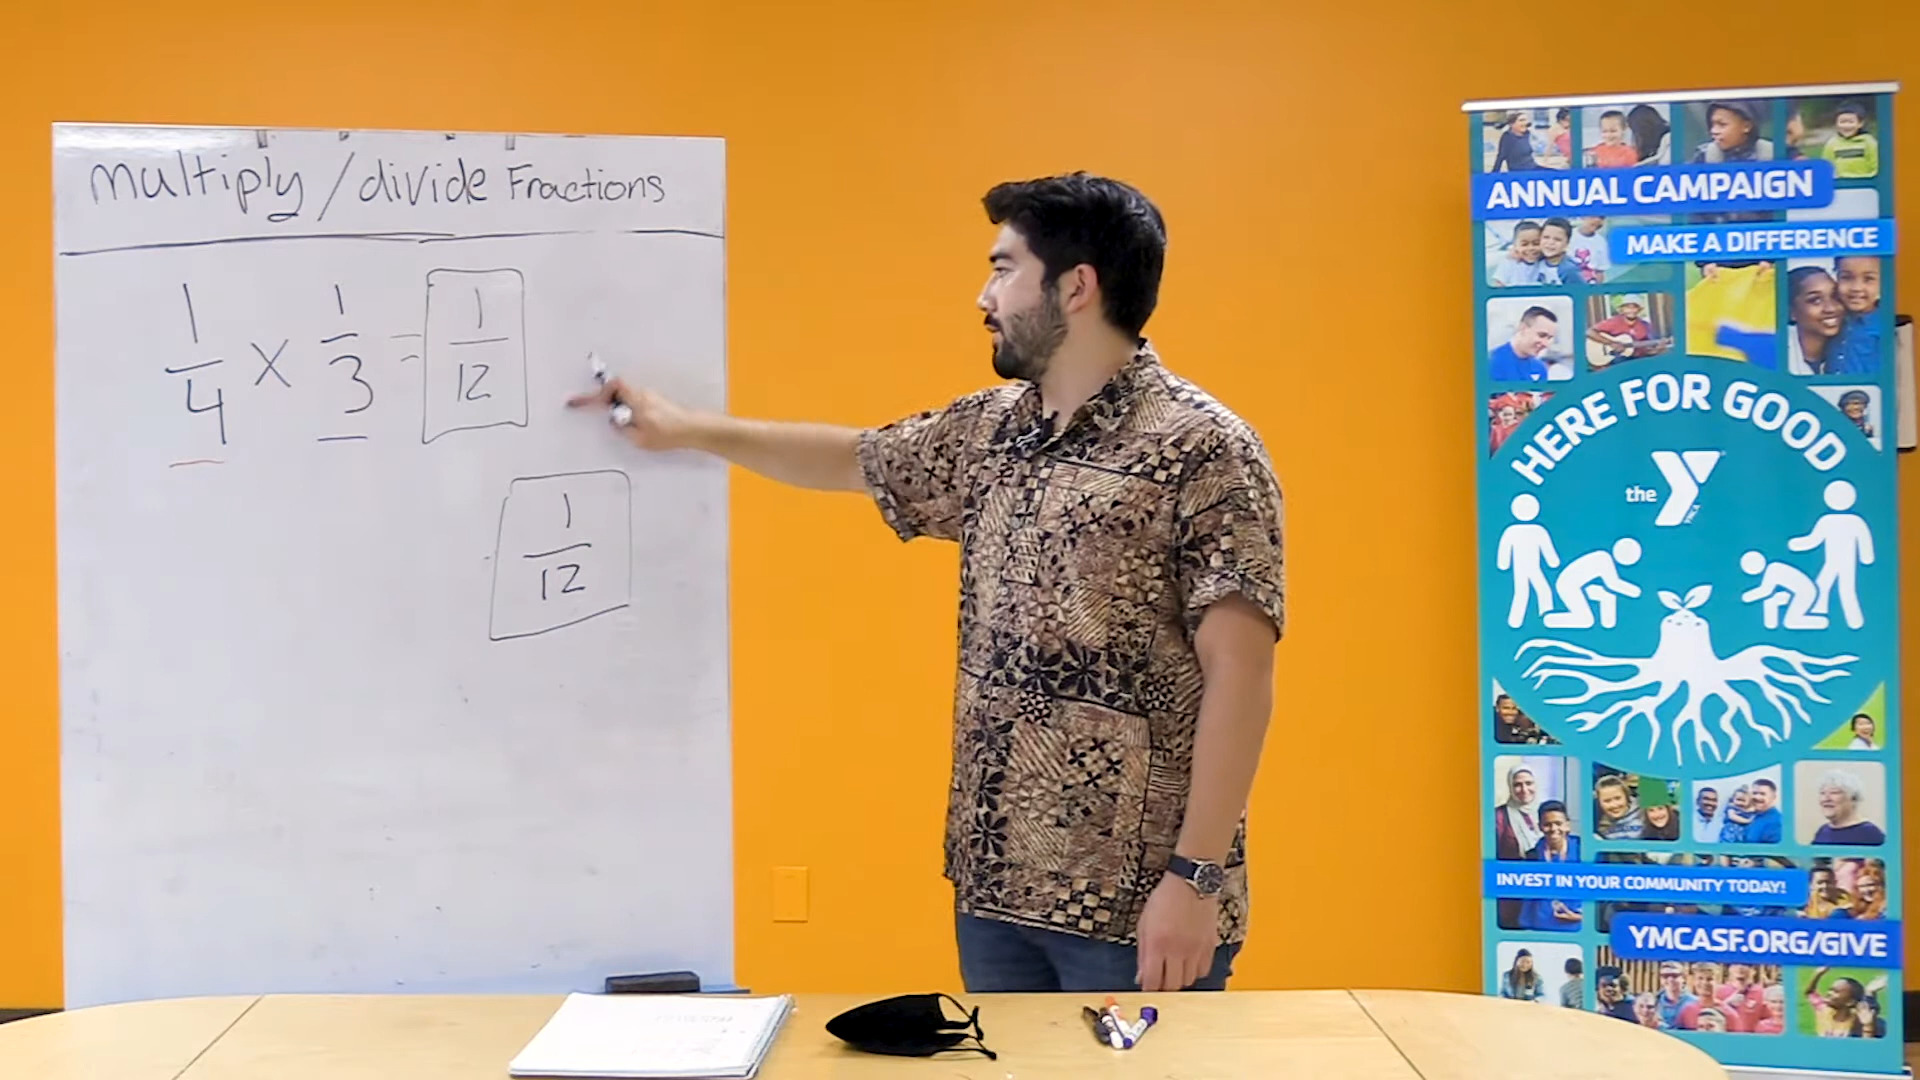 Multiply / divide Fractions
1/4 × 1/3 = 1/12
1/12
ANNUAL CAMPAIGN
MAKE A DIFFERENCE
HERE FOR GOOD
the Y
YMCA
INVEST IN YOUR COMMUNITY TODAY!
YMCASF.ORG/GIVE